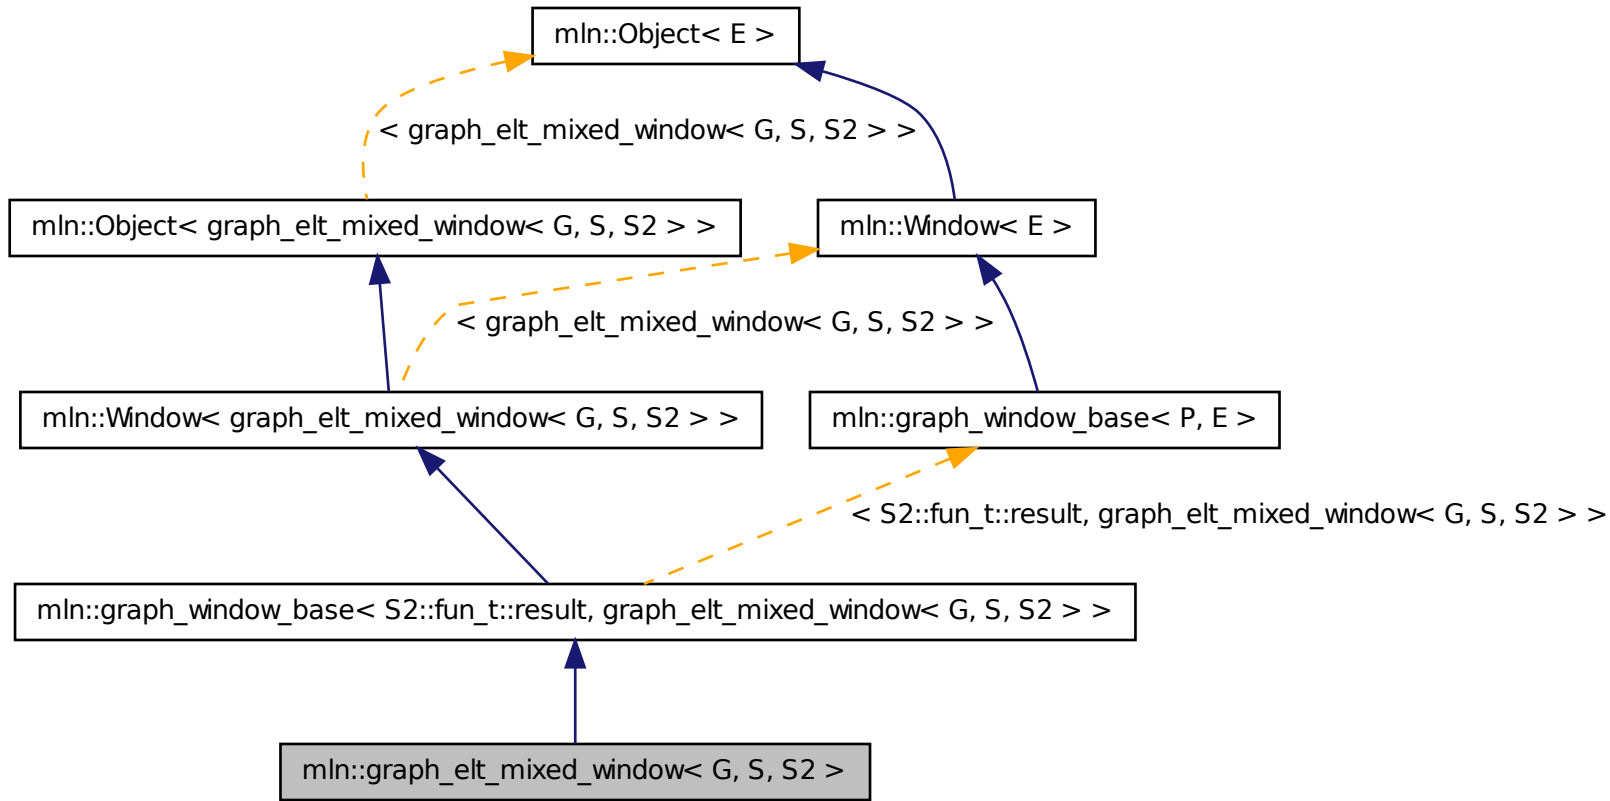 mln::Object< E >
< graph_elt_mixed_window< G, S, S2 > >
mln::Object< graph_elt_mixed_window< G, S, S2 > >
mln::Window< E >
< graph_elt_mixed_window< G, S, S2 > >
mln::Window< graph_elt_mixed_window< G, S, S2 > >
mln::graph_window_base< P, E >
< S2::fun_t::result, graph_elt_mixed_window< G, S, S2 > >
mln::graph_window_base< S2::fun_t::result, graph_elt_mixed_window< G, S, S2 > >
mln::graph_elt_mixed_window< G, S, S2 >